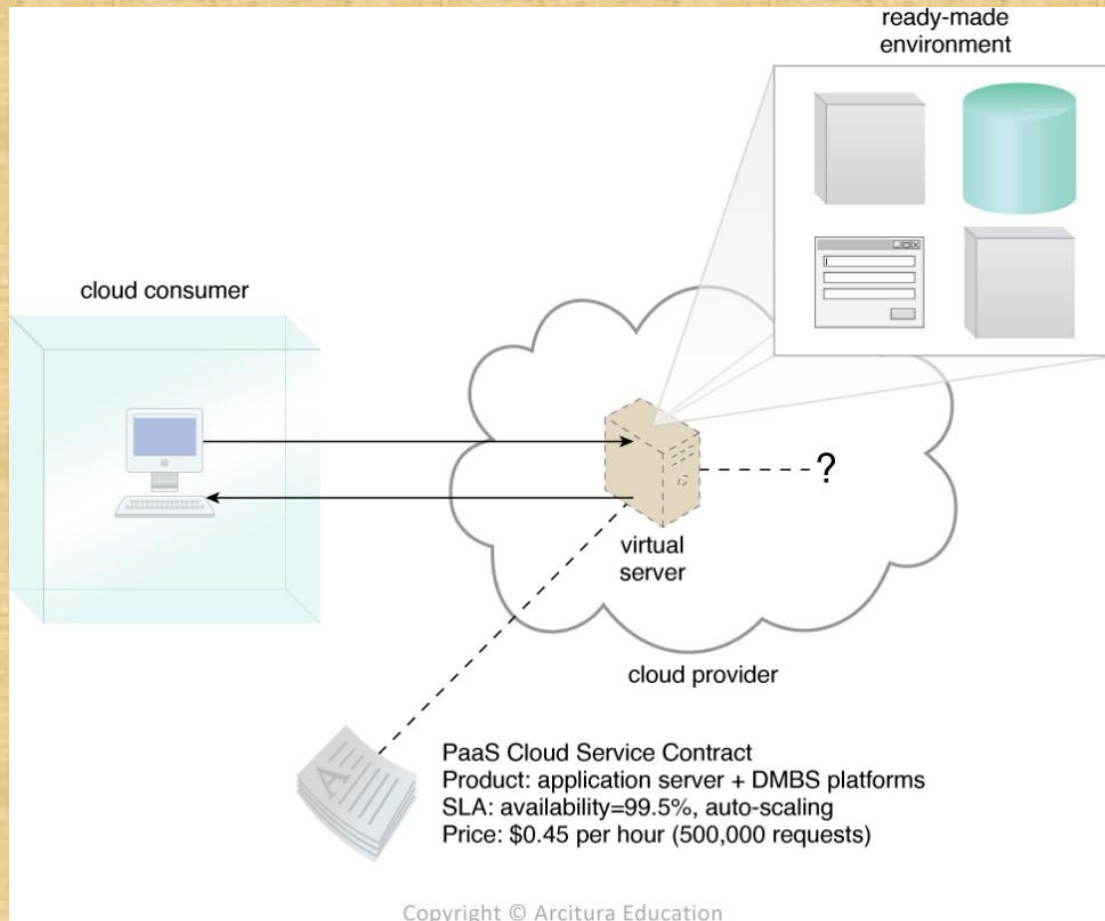 ready-made
environment
cloud consumer
?
virtual
server
cloud provider
A
PaaS Cloud Service Contract
Product: application server + DMBS platforms
SLA: availability=99.5%, auto-scaling
Price: $0.45 per hour (500,000 requests)
Copyright © Arcitura Education